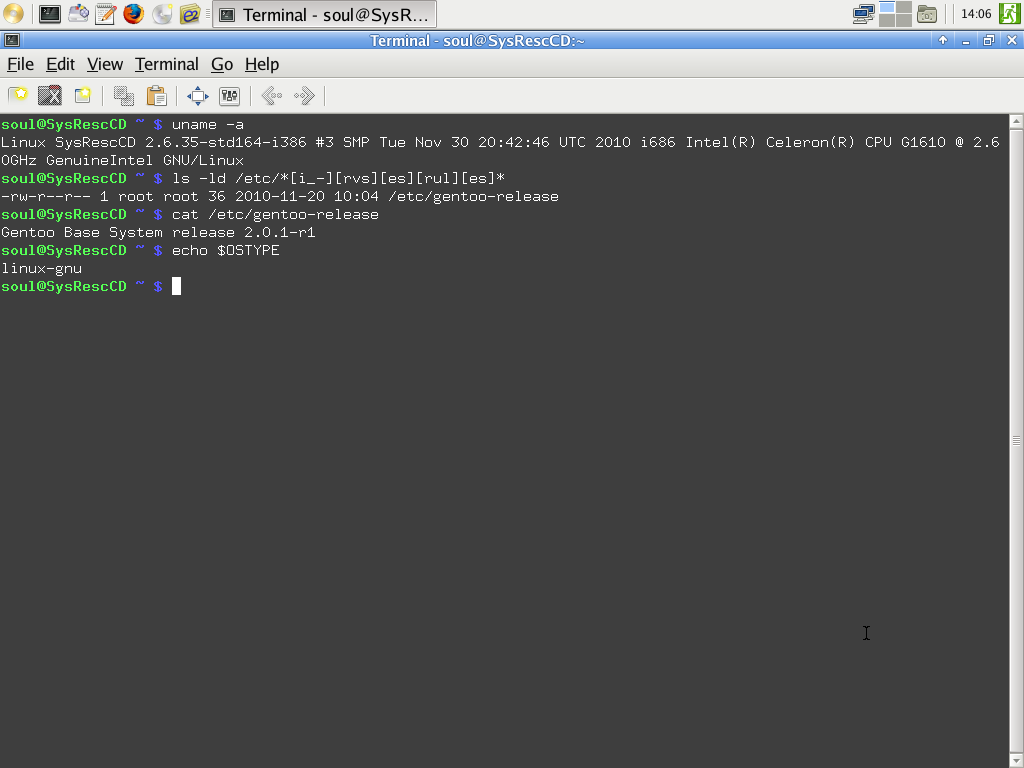 Terminal - soul@SysR...
14:06
Terminal - soul@SysRescCD:~
File Edit View Terminal Go Help
soul@SysRescCD ~ $ uname -a
Linux SysRescCD 2.6.35-std164-i386 #3 SMP Tue Nov 30 20:42:46 UTC 2010 i686 Intel(R) Celeron(R) CPU G1610 @ 2.6
0GHz GenuineIntel GNU/Linux
soul@SysRescCD ~ $ ls -ld /etc/*[i_-][rvs][es][rul][es]*
-rw-r--r-- 1 root root 36 2010-11-20 10:04 /etc/gentoo-release
soul@SysRescCD ~ $ cat /etc/gentoo-release
Gentoo Base System release 2.0.1-r1
soul@SysRescCD ~ $ echo $OSTYPE
linux-gnu
soul@SysRescCD ~ $